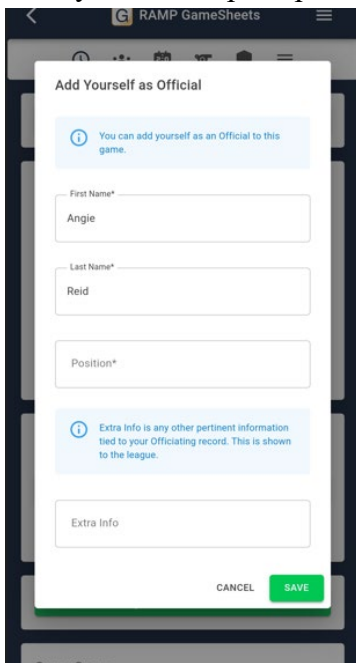 G RAMP GameSheets
Add Yourself as Official
You can add yourself as an Official to this
game.
First Name*
Angie
Last Name*
Reid
Position*
Extra Info is any other pertinent information
tied to your Officiating record. This is shown
to the league.
Extra Info
CANCEL SAVE